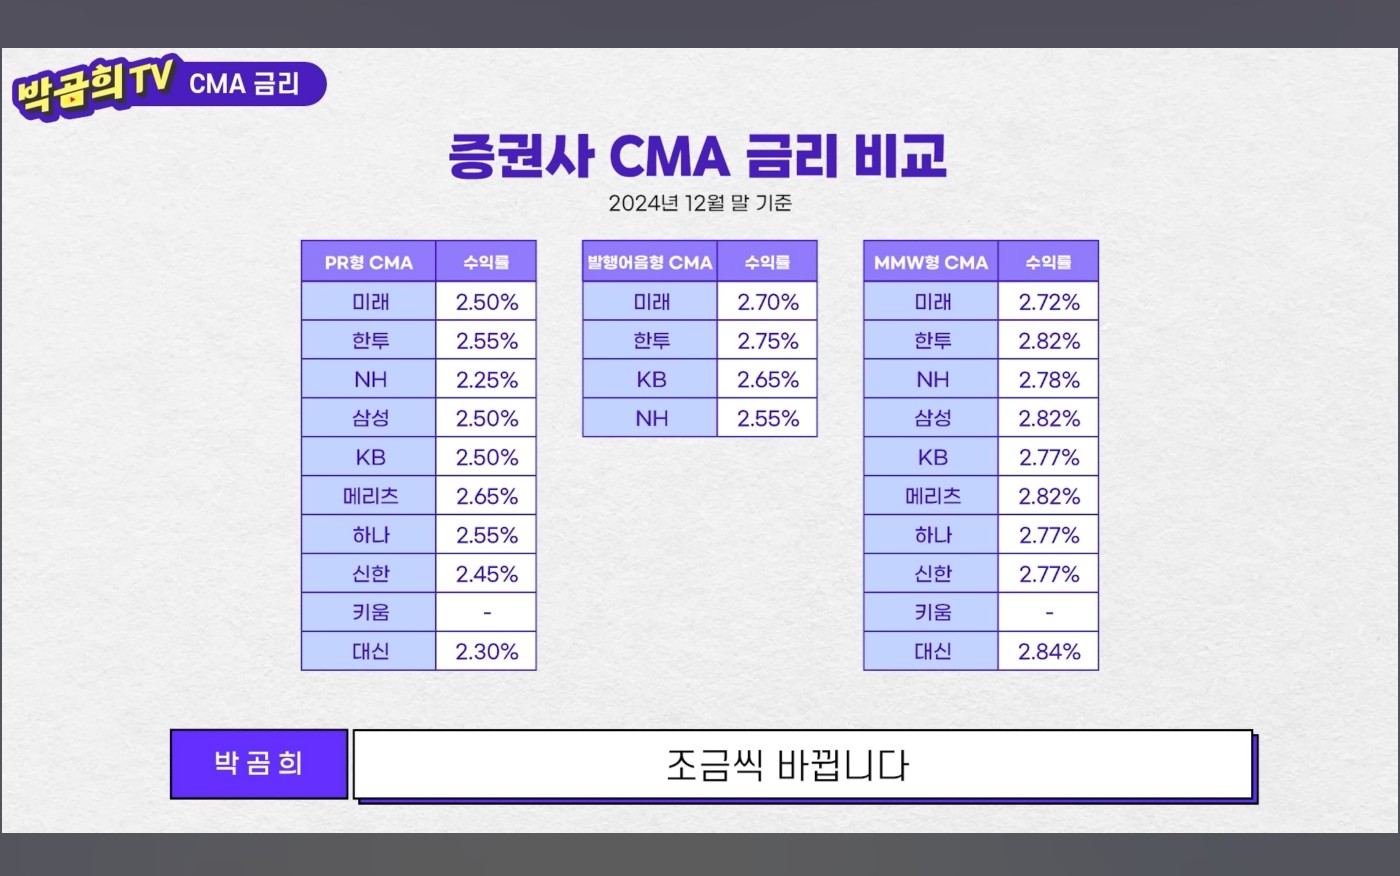 박곰희TV CMA 금리
증권사 CMA 금리 비교
2024년 12월 말 기준
PR형 CMA 수익률
미래 2.50%
한투 2.55%
NH 2.25%
삼성 2.50%
KB 2.50%
메리츠 2.65%
하나 2.55%
신한 2.45%
키움 -
대신 2.30%
발행어음형 CMA 수익률
미래 2.70%
한투 2.75%
KB 2.65%
NH 2.55%
MMW형 CMA 수익률
미래 2.72%
한투 2.82%
NH 2.78%
삼성 2.82%
KB 2.77%
메리츠 2.82%
하나 2.77%
신한 2.77%
키움 -
대신 2.84%
박곰희 조금씩 바뀝니다